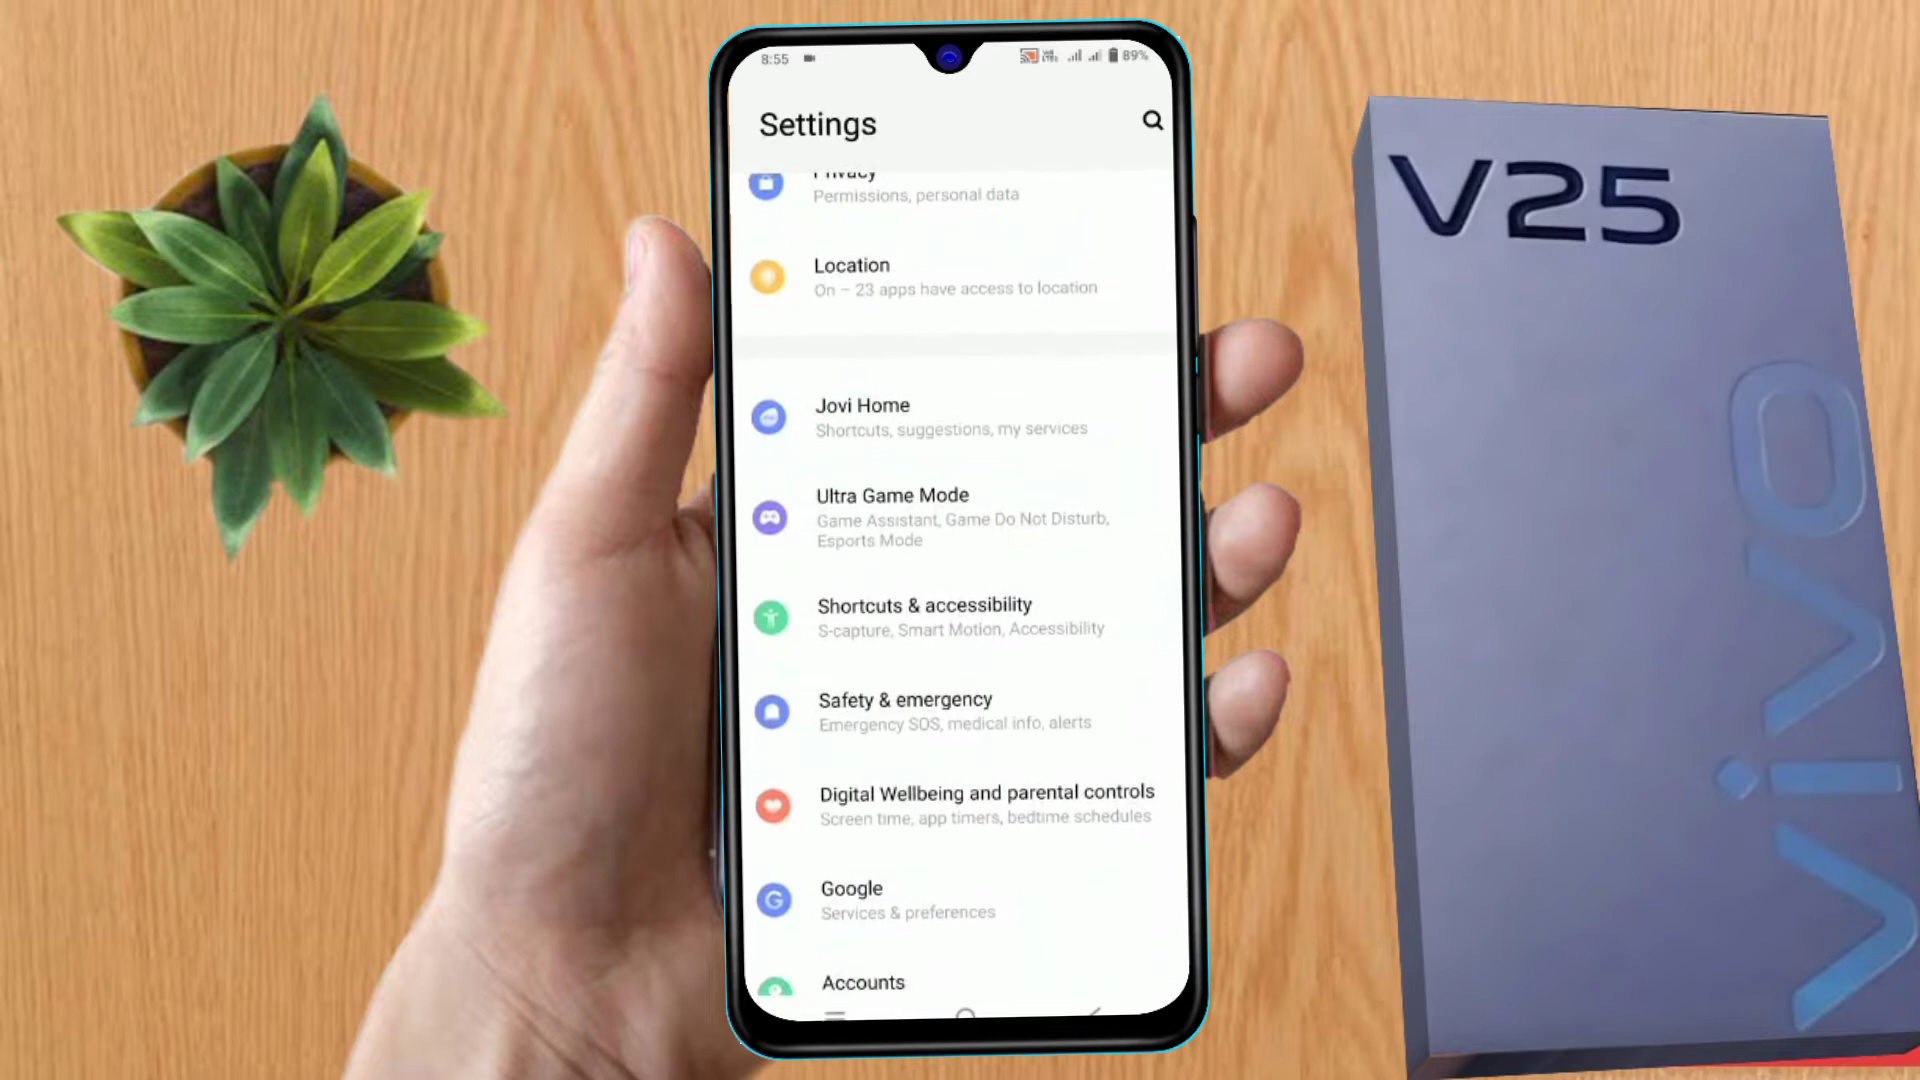 8:55
89%
Settings
Privacy
Permissions, personal data
Location
On – 23 apps have access to location
Jovi Home
Shortcuts, suggestions, my services
Ultra Game Mode
Game Assistant, Game Do Not Disturb,
Esports Mode
Shortcuts & accessibility
S-capture, Smart Motion, Accessibility
Safety & emergency
Emergency SOS, medical info, alerts
Digital Wellbeing and parental controls
Screen time, app timers, bedtime schedules
Google
Services & preferences
Accounts
V25
vivo